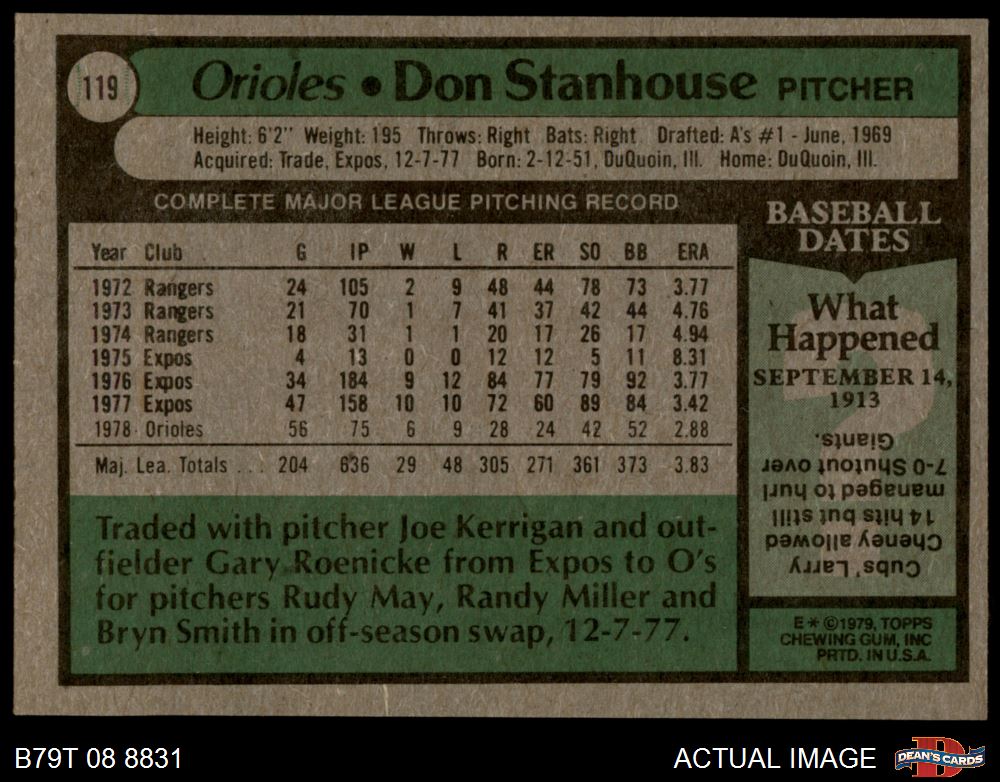 119
Orioles • Don Stanhouse PITCHER
Height: 6'2" Weight: 195 Throws: Right Bats: Right Drafted: A's #1 - June, 1969
Acquired: Trade, Expos, 12-7-77 Born: 2-12-51, DuQuoin, Ill. Home: DuQuoin, Ill.
COMPLETE MAJOR LEAGUE PITCHING RECORD
Year Club G IP W L R ER SO BB ERA
1972 Rangers 24 105 2 9 48 44 78 73 3.77
1973 Rangers 21 70 1 7 41 37 42 44 4.76
1974 Rangers 18 31 1 1 20 17 26 17 4.94
1975 Expos 4 13 0 0 12 12 5 11 8.31
1976 Expos 34 184 9 12 84 77 79 92 3.77
1977 Expos 47 158 10 10 72 60 89 84 3.42
1978 Orioles 56 75 6 9 28 24 42 52 2.88
Maj. Lea. Totals ... 204 636 29 48 305 271 361 373 3.83
Traded with pitcher Joe Kerrigan and out-
fielder Gary Roenicke from Expos to O's
for pitchers Rudy May, Randy Miller and
Bryn Smith in off-season swap, 12-7-77.
BASEBALL
DATES
What
Happened
SEPTEMBER 14,
1913
Cubs' Larry
Cheney allowed
14 hits but still
managed to hurl
7-0 Shutout over
Giants.
E * ©1979, TOPPS
CHEWING GUM, INC
PRTD. IN U.S.A.
B79T 08 8831
ACTUAL IMAGE
D
DEAN'S CARDS